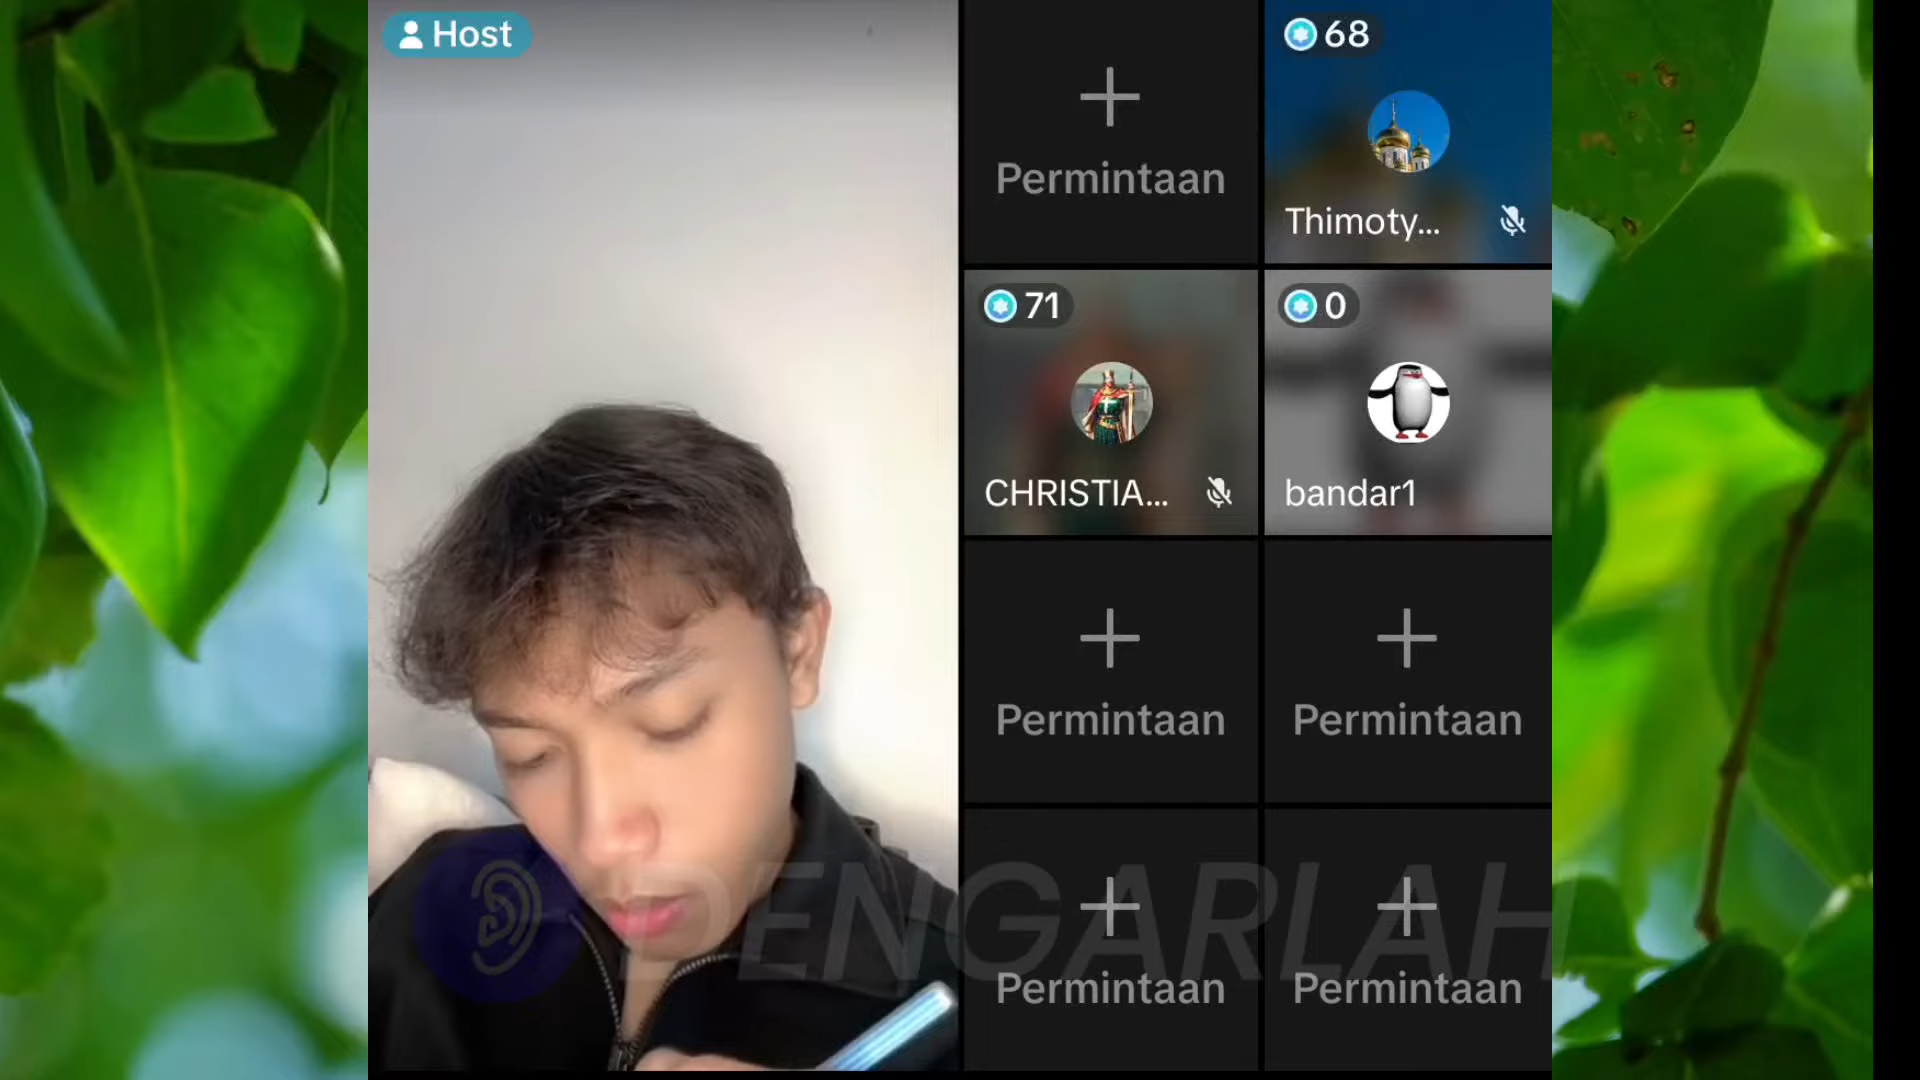 Host
Permintaan
68
Thimoty...
71
CHRISTIA...
0
bandar1
Permintaan
Permintaan
DENGARLAH
Permintaan
Permintaan